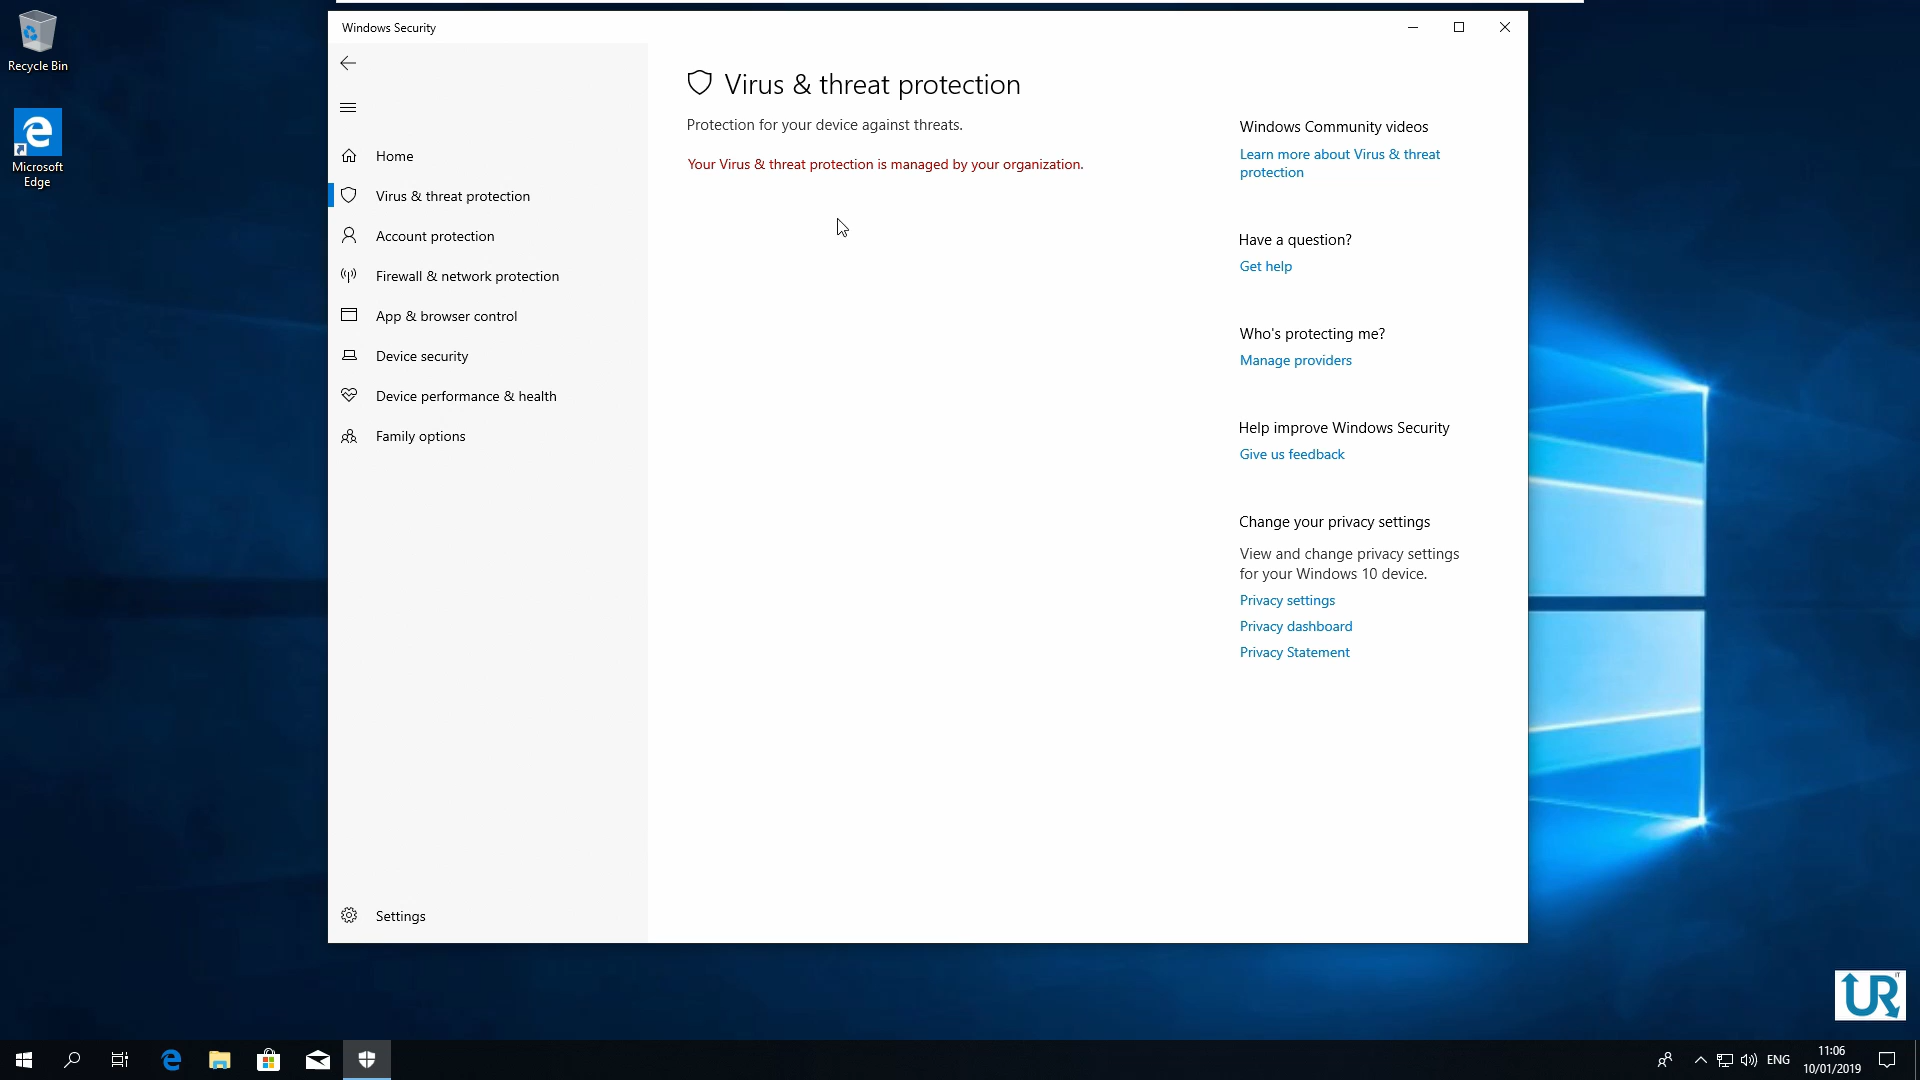 Recycle Bin
Microsoft
Edge
Windows Security
Home
Virus & threat protection
Account protection
Firewall & network protection
App & browser control
Device security
Device performance & health
Family options
Settings
Virus & threat protection
Protection for your device against threats.
Your Virus & threat protection is managed by your organization.
Windows Community videos
Learn more about Virus & threat
protection
Have a question?
Get help
Who's protecting me?
Manage providers
Help improve Windows Security
Give us feedback
Change your privacy settings
View and change privacy settings
for your Windows 10 device.
Privacy settings
Privacy dashboard
Privacy Statement
UR
IT
ENG
11:06
10/01/2019